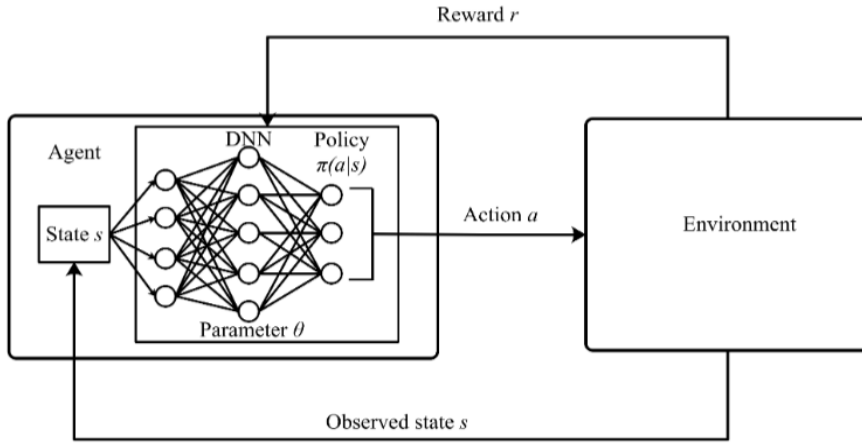 Reward r
Agent
DNN
Policy
π(a|s)
State s
Action a
Environment
Parameter θ
Observed state s